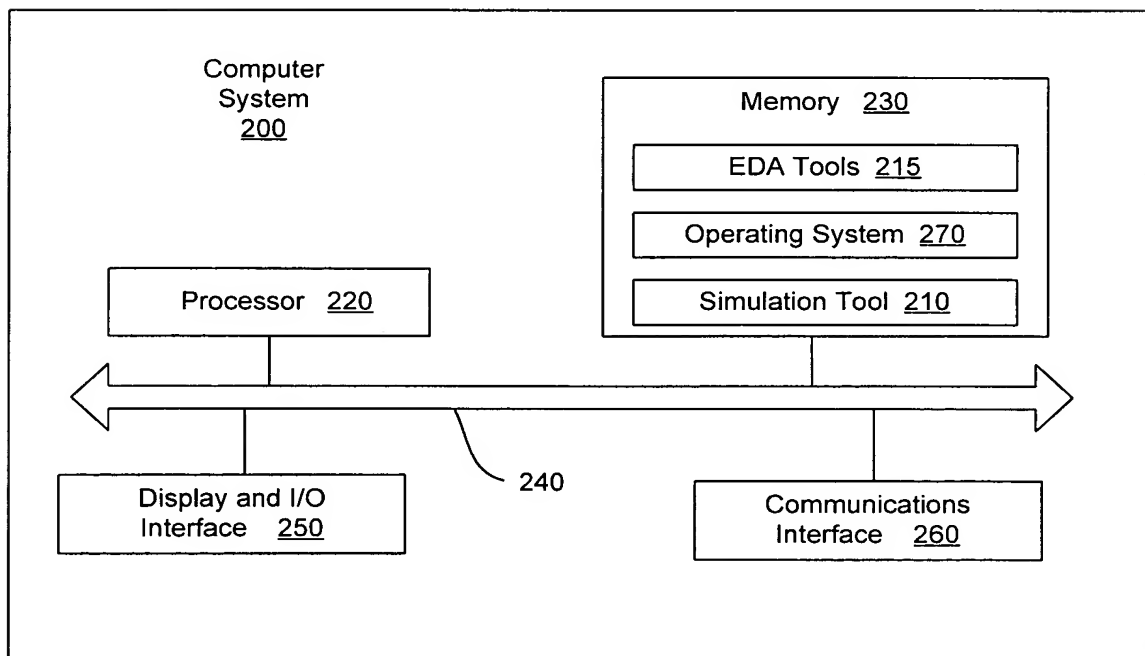 Computer
System
200
Memory 230
EDA Tools 215
Operating System 270
Simulation Tool 210
Processor 220
240
Display and I/O
Interface 250
Communications
Interface 260